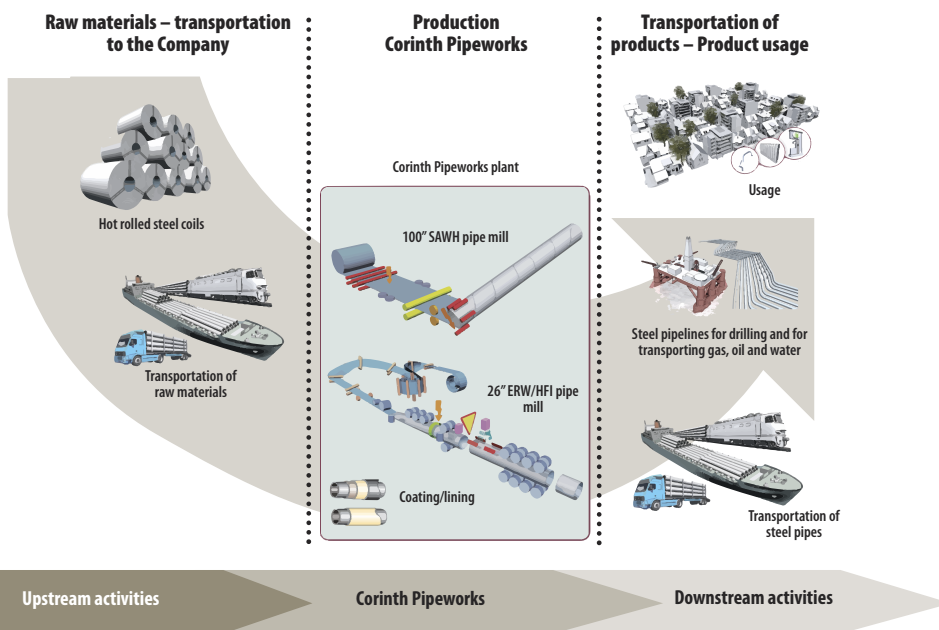 Raw materials – transportation
to the Company
Production
Corinth Pipeworks
Transportation of
products – Product usage
Hot rolled steel coils
Transportation of
raw materials
Corinth Pipeworks plant
100” SAWH pipe mill
26” ERW/HFI pipe
mill
Coating/lining
Usage
Steel pipelines for drilling and for
transporting gas, oil and water
Transportation of
steel pipes
Upstream activities
Corinth Pipeworks
Downstream activities